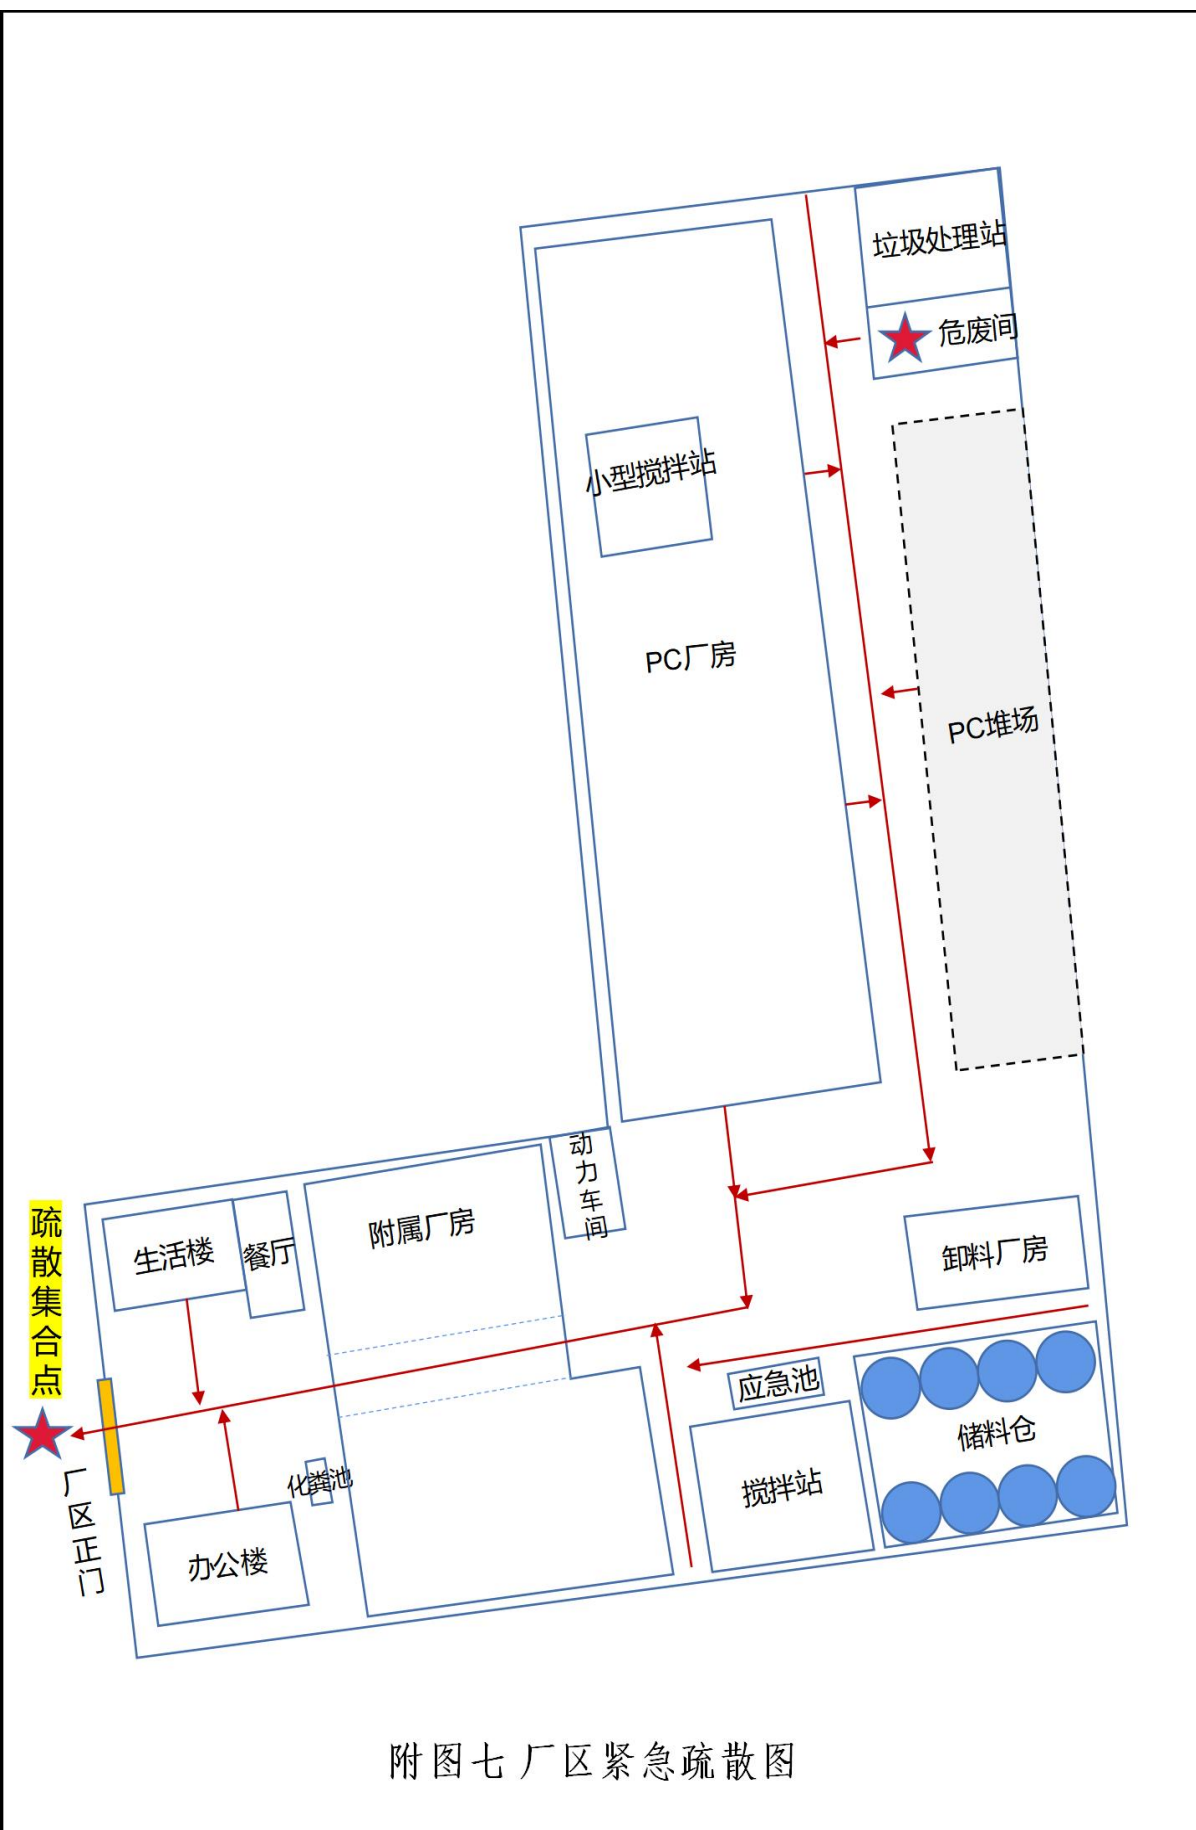 垃圾处理站
危废间
小型搅拌站
PC厂房
PC堆场
动力车间
附属厂房
生活楼
餐厅
卸料厂房
疏散集合点
应急池
储料仓
搅拌站
化粪池
厂区正门
办公楼
附图七 厂区紧急疏散图